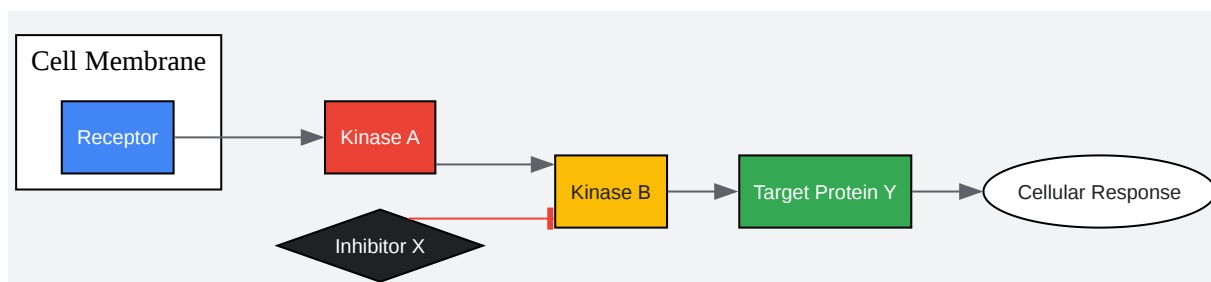 Cell Membrane
Receptor
Kinase A
Kinase B
Target Protein Y
Cellular Response
Inhibitor X